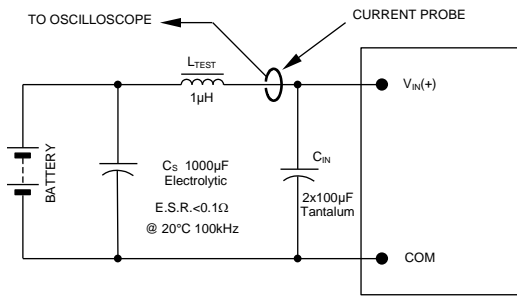 TO OSCILLOSCOPE
CURRENT PROBE
LTEST
1µH
VIN(+)
BATTERY
CS 1000µF
Electrolytic
E.S.R.<0.1Ω
@ 20°C 100kHz
CIN
2x100µF
Tantalum
COM